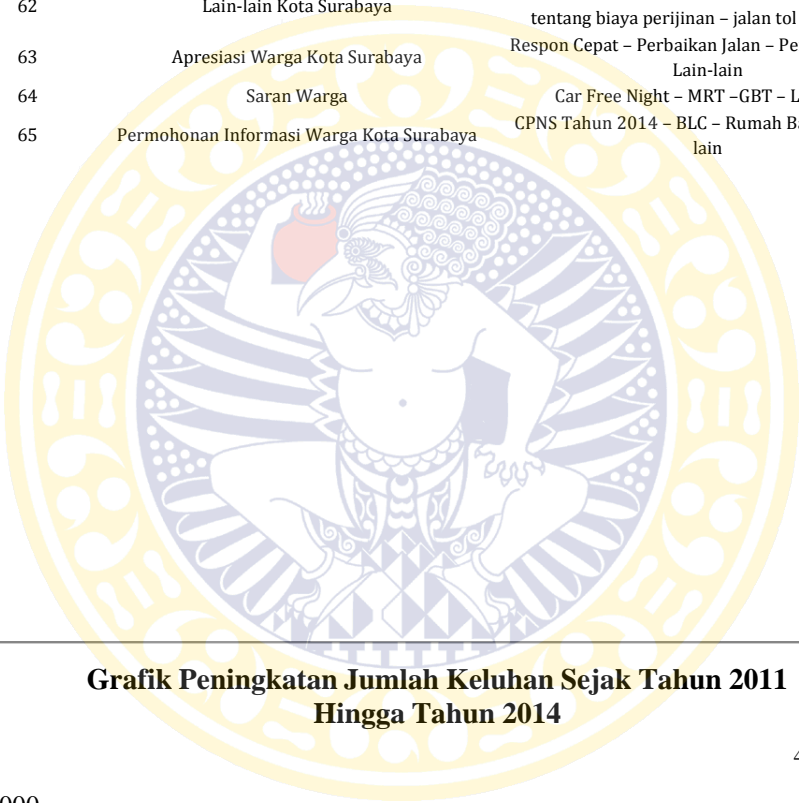 62 Lain-lain Kota Surabaya
tentang biaya perijinan – jalan tol
63 Apresiasi Warga Kota Surabaya Respon Cepat – Perbaikan Jalan –
Lain-lain
64 Saran Warga Car Free Night – MRT –GBT –
65 Permohonan Informasi Warga Kota Surabaya CPNS Tahun 2014 – BLC – Rumah
lain
Grafik Peningkatan Jumlah Keluhan Sejak Tahun 2011
Hingga Tahun 2014